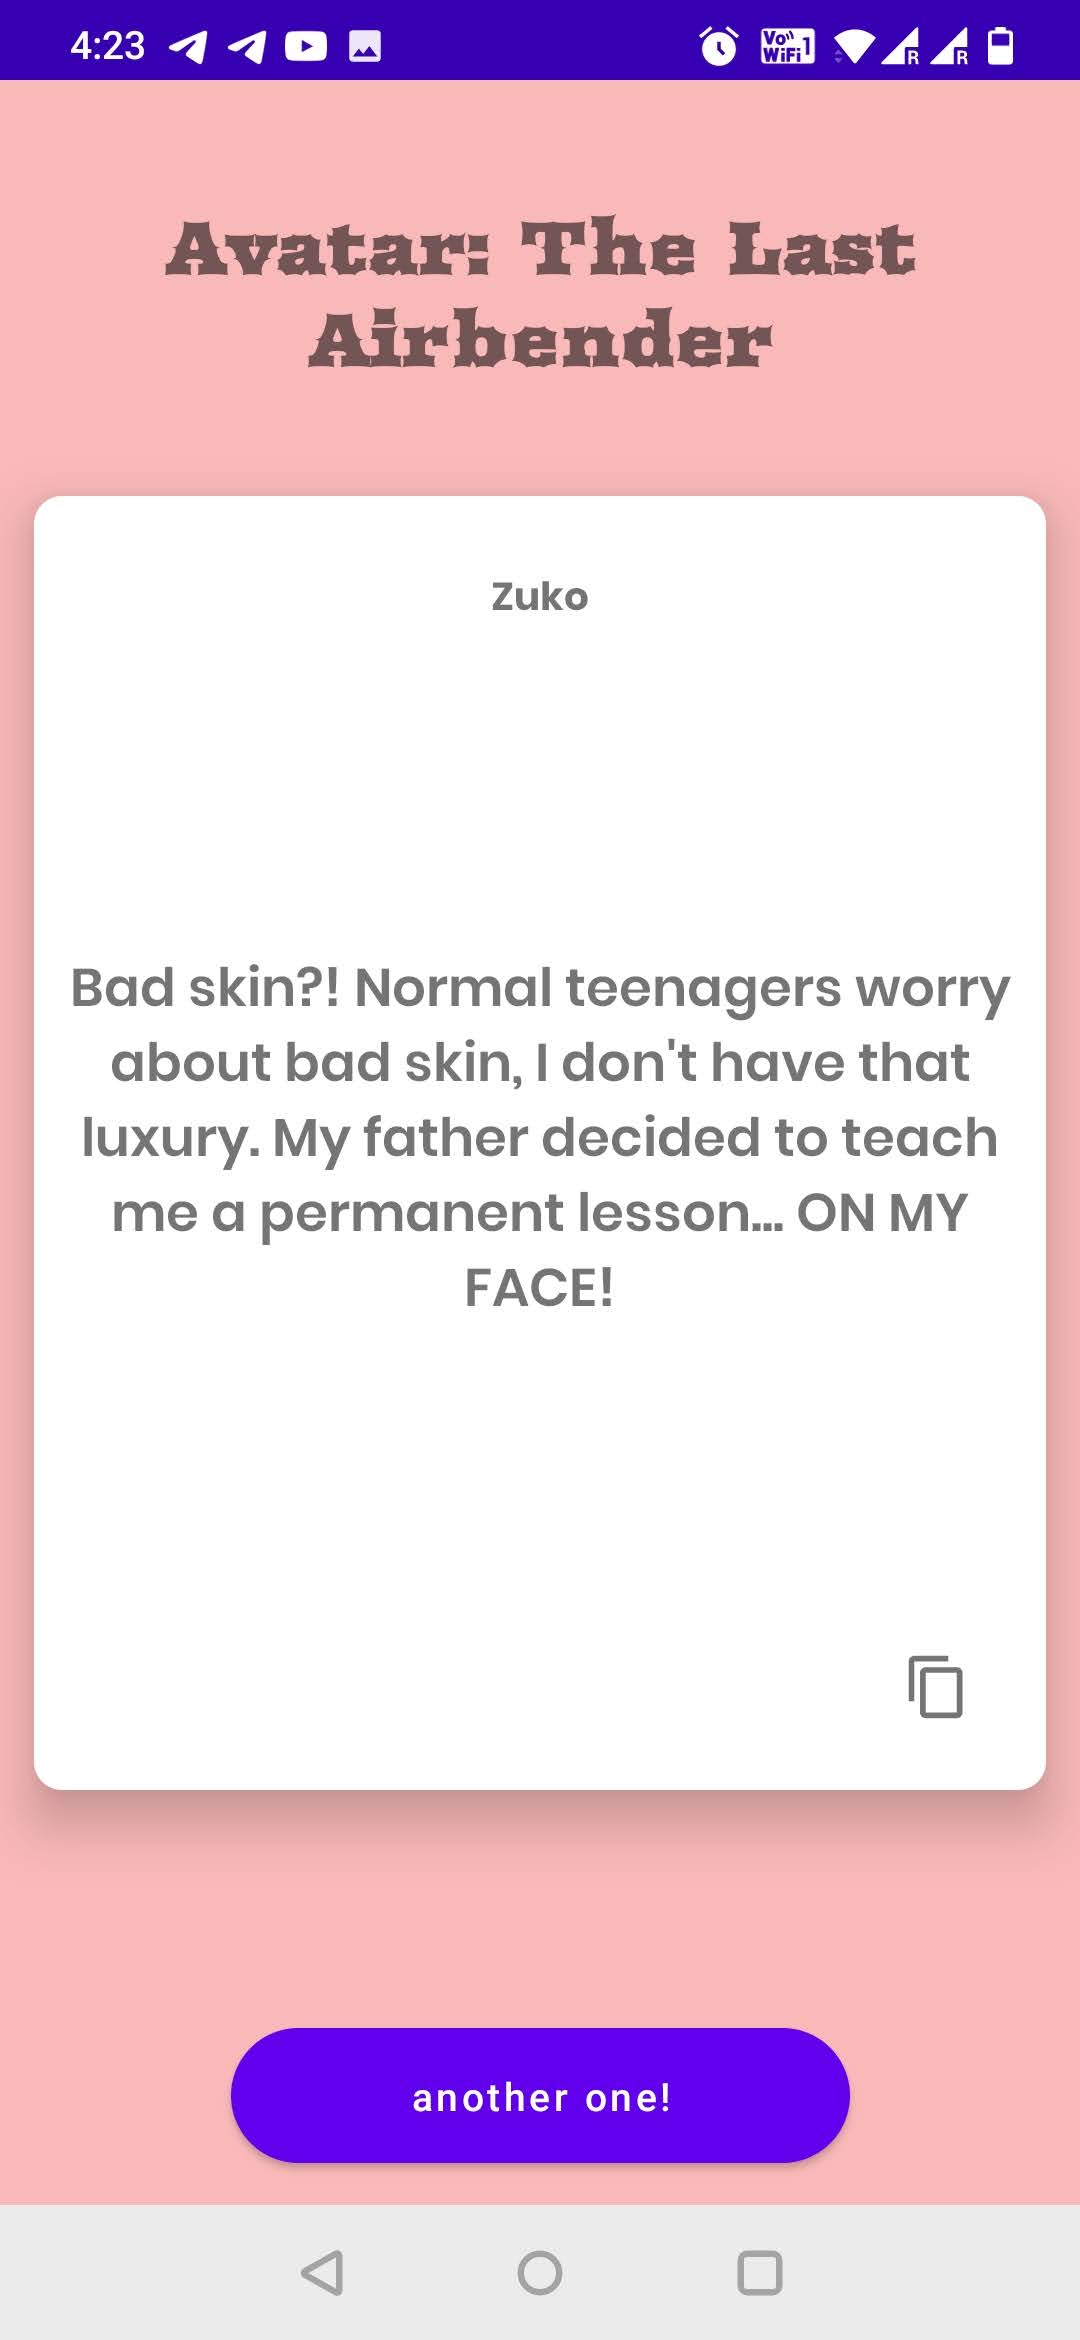 4:23
Vo)) 1
WiFi
R
R
Avatar: The Last
Airbender
Zuko
Bad skin?! Normal teenagers worry
about bad skin, I don't have that
luxury. My father decided to teach
me a permanent lesson... ON MY
FACE!
another one!